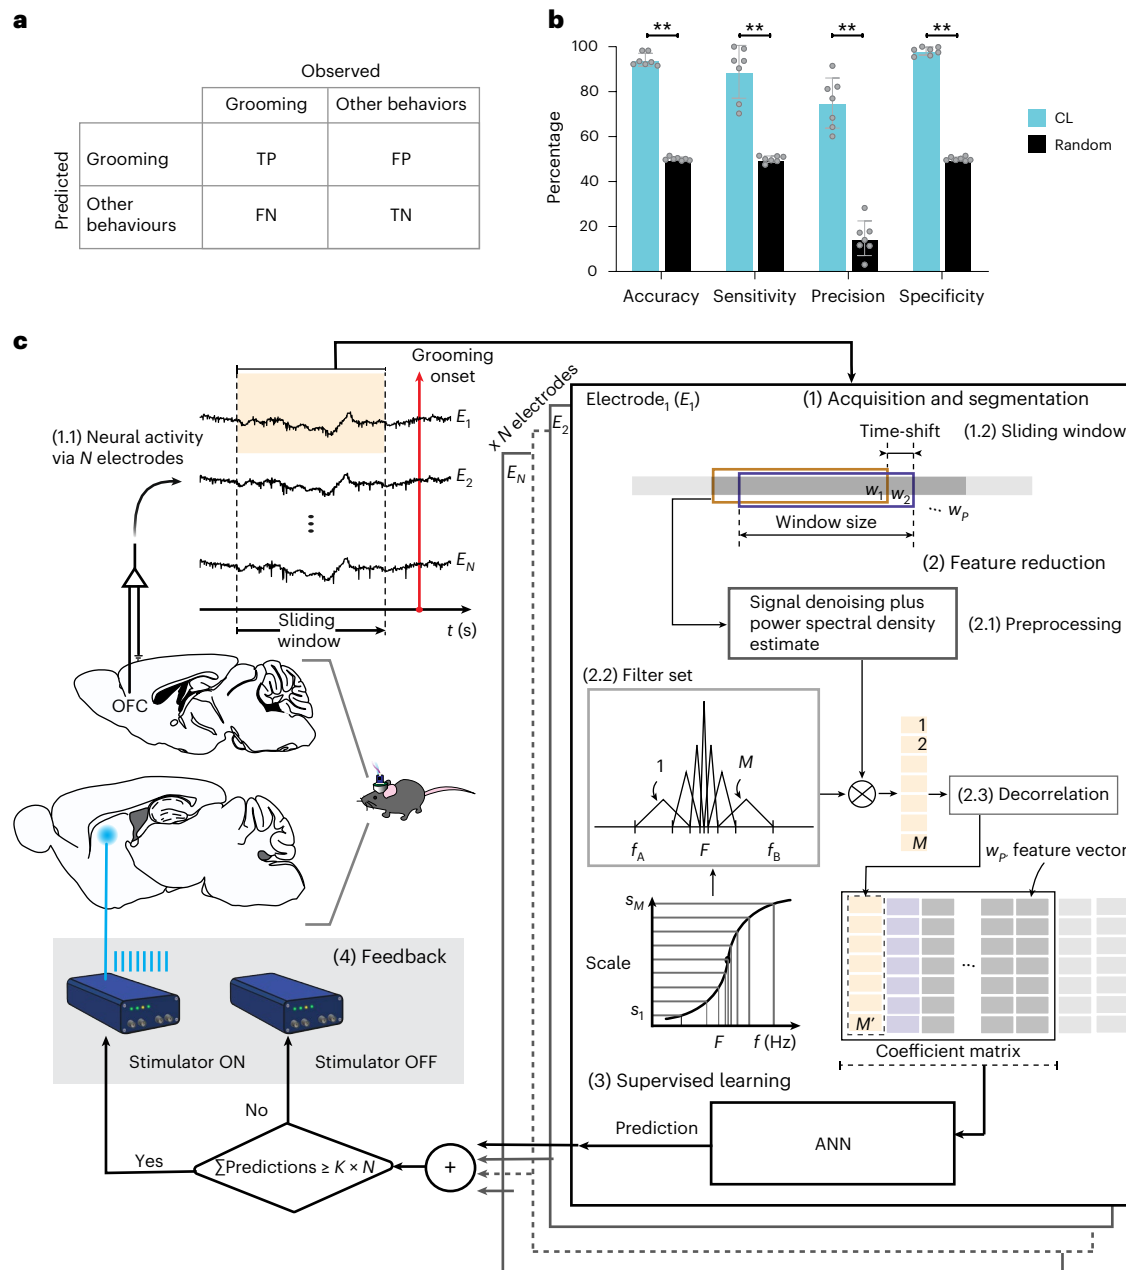 a
Observed
Grooming
Other behaviors
Predicted
Grooming
TP
FP
Other
behaviours
FN
TN
b
Percentage
100
80
60
40
20
0
**
**
**
**
Accuracy
Sensitivity
Precision
Specificity
CL
Random
c
Grooming
onset
(1.1) Neural activity
via N electrodes
E1
E2
EN
t (s)
Sliding
window
OFC
× N electrodes
EN
E2
Electrode1 (E1)
(1) Acquisition and segmentation
Time-shift
(1.2) Sliding window
w1
w2
... wP
Window size
(2) Feature reduction
Signal denoising plus
power spectral density
estimate
(2.1) Preprocessing
(2.2) Filter set
1
M
fA
F
fB
1
2
M
(2.3) Decorrelation
wP, feature vector
sM
Scale
s1
F
f (Hz)
...
M′
Coefficient matrix
(3) Supervised learning
ANN
Prediction
+
∑Predictions ≥ K × N
No
Yes
(4) Feedback
Stimulator ON
Stimulator OFF